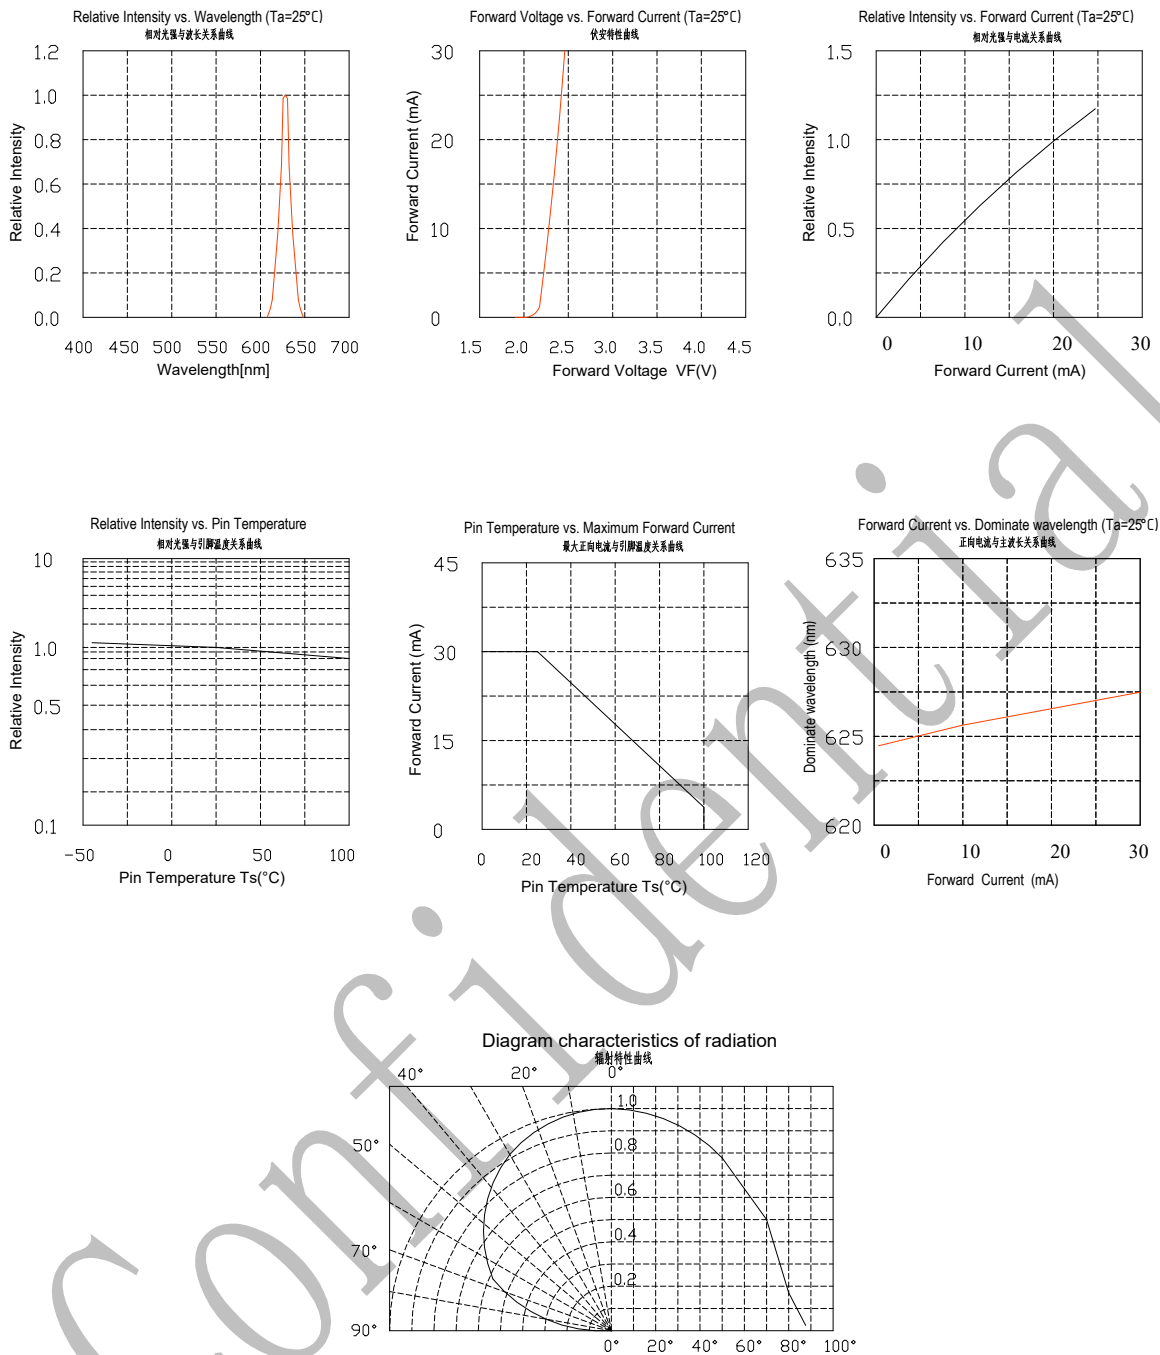 Relative Intensity vs. Wavelength (Ta=25℃)
相对光强与波长关系曲线
1.2
1.0
0.8
0.6
0.4
0.2
0.0
Relative Intensity
400 450 500 550 600 650 700
Wavelength[nm]
Forward Voltage vs. Forward Current (Ta=25℃)
伏安特性曲线
30
20
10
0
Forward Current (mA)
1.5 2.0 2.5 3.0 3.5 4.0 4.5
Forward Voltage VF(V)
Relative Intensity vs. Forward Current (Ta=25℃)
相对光强与电流关系曲线
1.5
1.0
0.5
0.0
Relative Intensity
0 10 20 30
Forward Current (mA)
Relative Intensity vs. Pin Temperature
相对光强与引脚温度关系曲线
10
1.0
0.5
0.1
Relative Intensity
-50 0 50 100
Pin Temperature Ts(°C)
Pin Temperature vs. Maximum Forward Current
最大正向电流与引脚温度关系曲线
45
30
15
0
Forward Current (mA)
0 20 40 60 80 100 120
Pin Temperature Ts(°C)
Forward Current vs. Dominate wavelength (Ta=25℃)
正向电流与主波长关系曲线
635
630
625
620
Dominate wavelength (nm)
0 10 20 30
Forward Current (mA)
Diagram characteristics of radiation
辐射特性曲线
40° 20° 0°
50°
70°
90°
1.0
0.8
0.6
0.4
0.2
0° 20° 40° 60° 80° 100°
Confidential